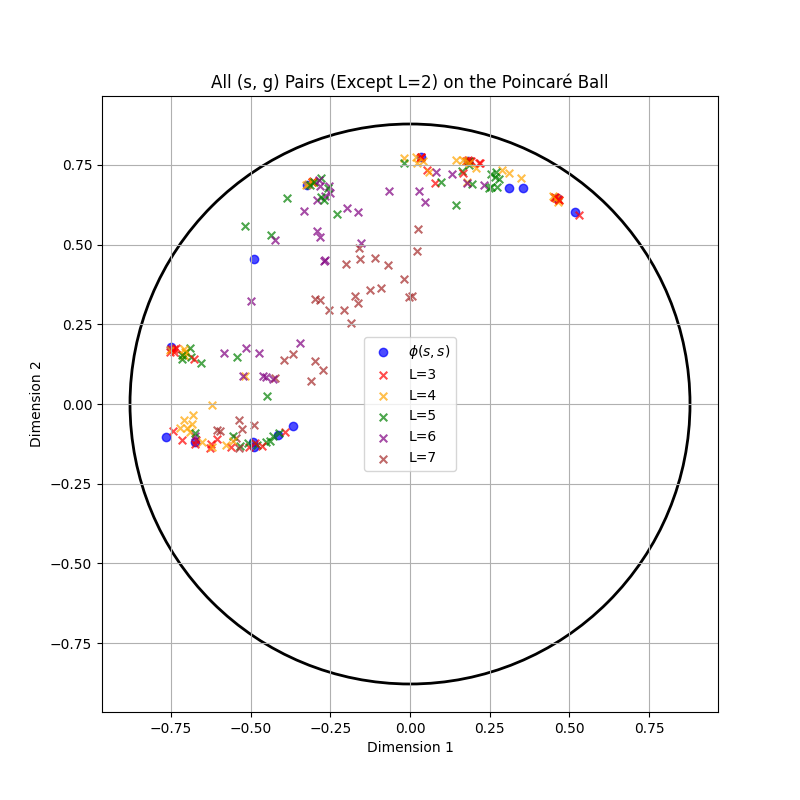 All (s, g) Pairs (Except L=2) on the Poincaré Ball
0.75
0.50
0.25
0.00
−0.25
−0.50
−0.75
Dimension 2
ϕ(s, s)
L=3
L=4
L=5
L=6
L=7
−0.75 −0.50 −0.25 0.00 0.25 0.50 0.75
Dimension 1